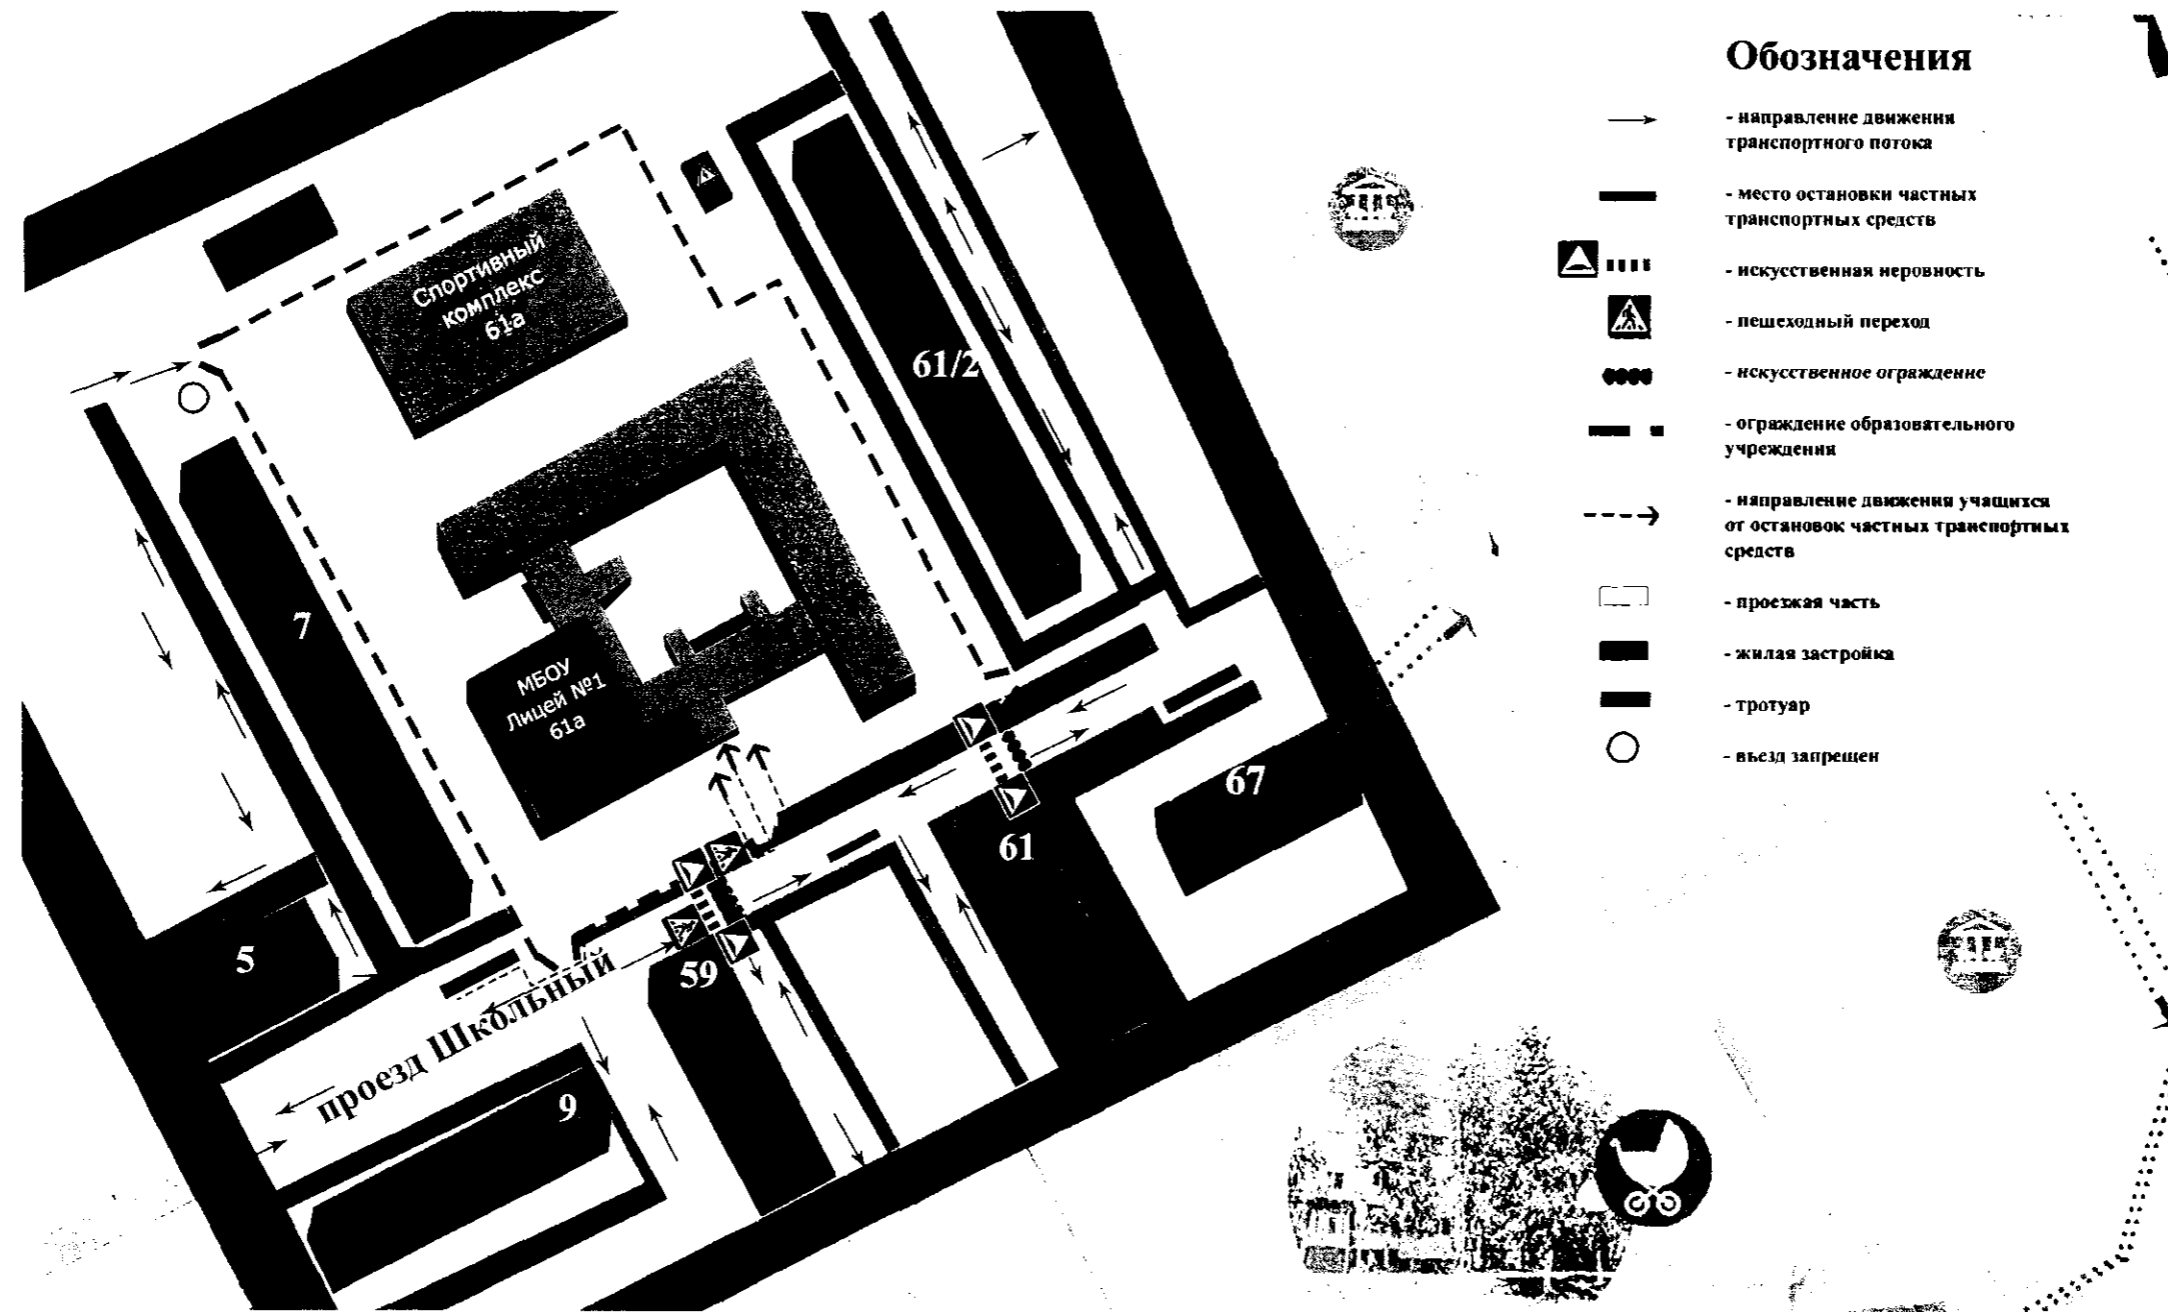 Обозначения
- направление движения
транспортного потока
- место остановки частных
транспортных средств
- искусственная неровность
- пешеходный переход
- искусственное ограждение
- ограждение образовательного
учреждения
- направление движения учащихся
от остановок частных транспортных
средств
- проезжая часть
- жилая застройка
- тротуар
- въезд запрещен
Спортивный
комплекс
61а
61/2
7
МБОУ
Лицей №1
61а
67
61
5
59
проезд Школьный
9